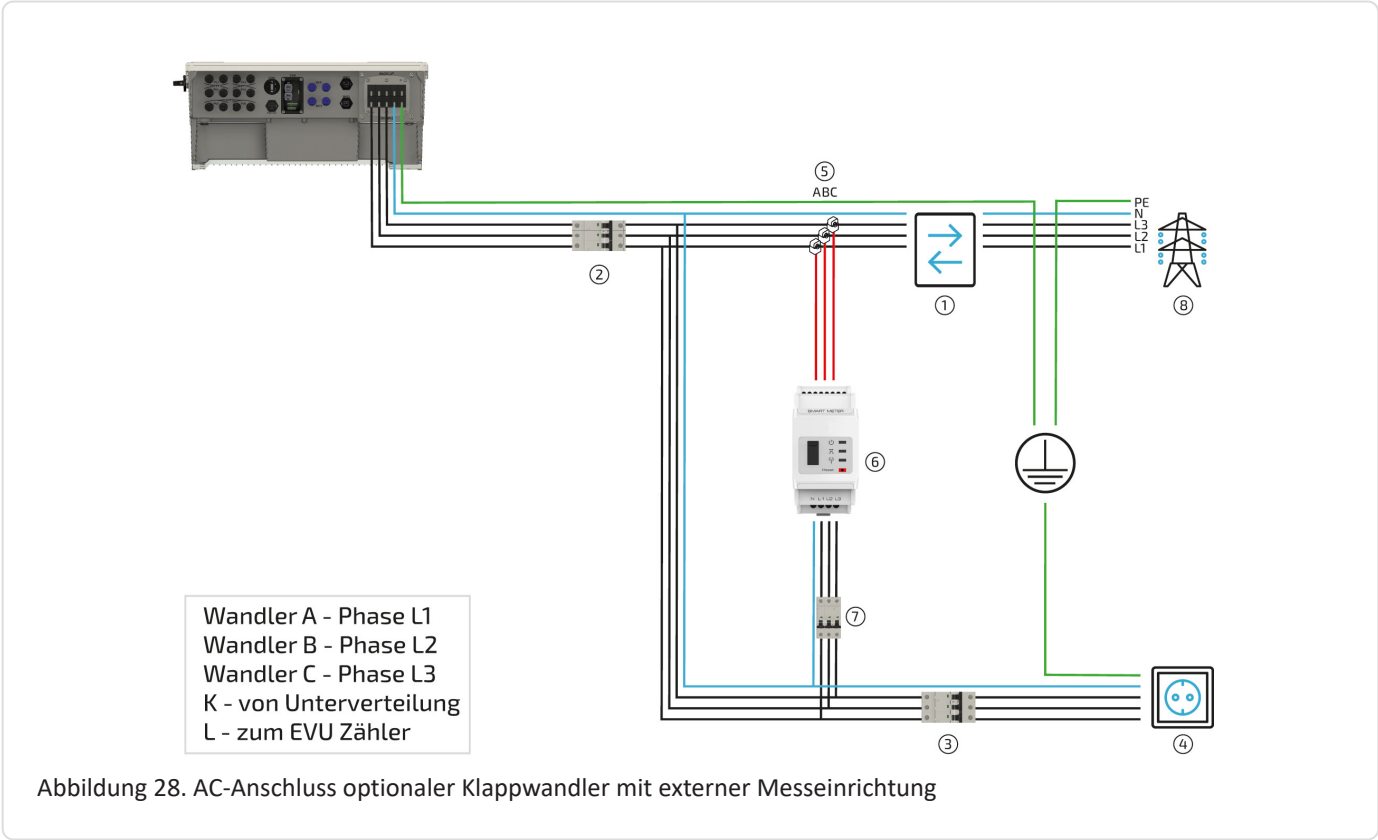 BACKUP
⑤
ABC
PE
N
L3
L2
L1
②
①
⑧
SMART METER
⑥
N L1 L2 L3
⑦
Wandler A - Phase L1
Wandler B - Phase L2
Wandler C - Phase L3
K - von Unterverteilung
L - zum EVU Zähler
③
④
Abbildung 28. AC-Anschluss optionaler Klappwandler mit externer Messeinrichtung